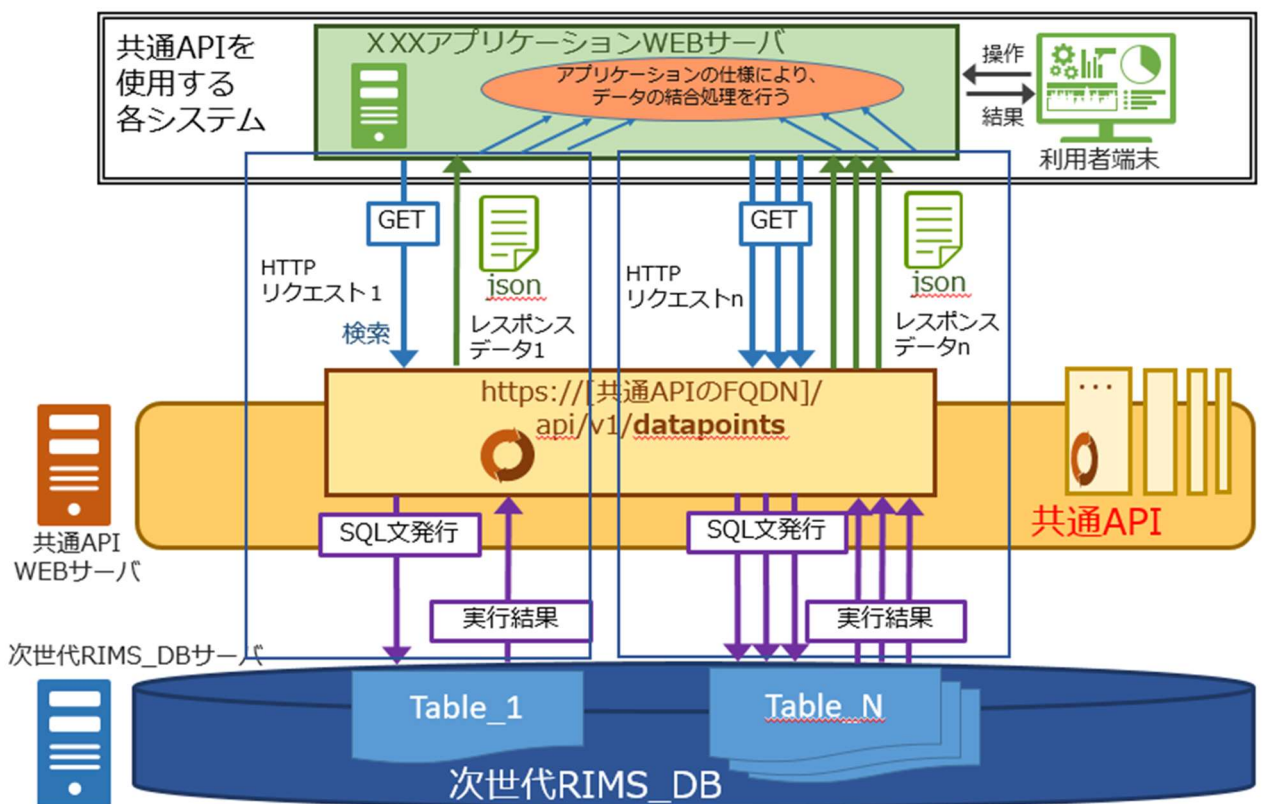 共通APIを
使用する
各システム
XXXアプリケーションWEBサーバ
アプリケーションの仕様により、
データの結合処理を行う
操作
結果
利用者端末
GET
HTTP
リクエスト1
検索
json
レスポンス
データ1
GET
HTTP
リクエストn
json
レスポンス
データn
https://[共通APIのFQDN]/
api/v1/datapoints
...
共通API
共通API
WEBサーバ
SQL文発行
実行結果
SQL文発行
実行結果
次世代RIMS_DBサーバ
Table_1
Table_N
次世代RIMS_DB